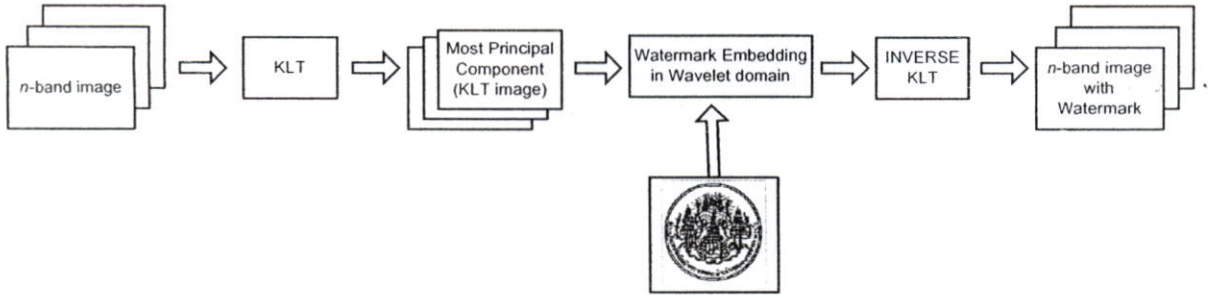 n-band image
KLT
Most Principal
Component
(KLT image)
Watermark Embedding
in Wavelet domain
INVERSE
KLT
n-band image
with
Watermark